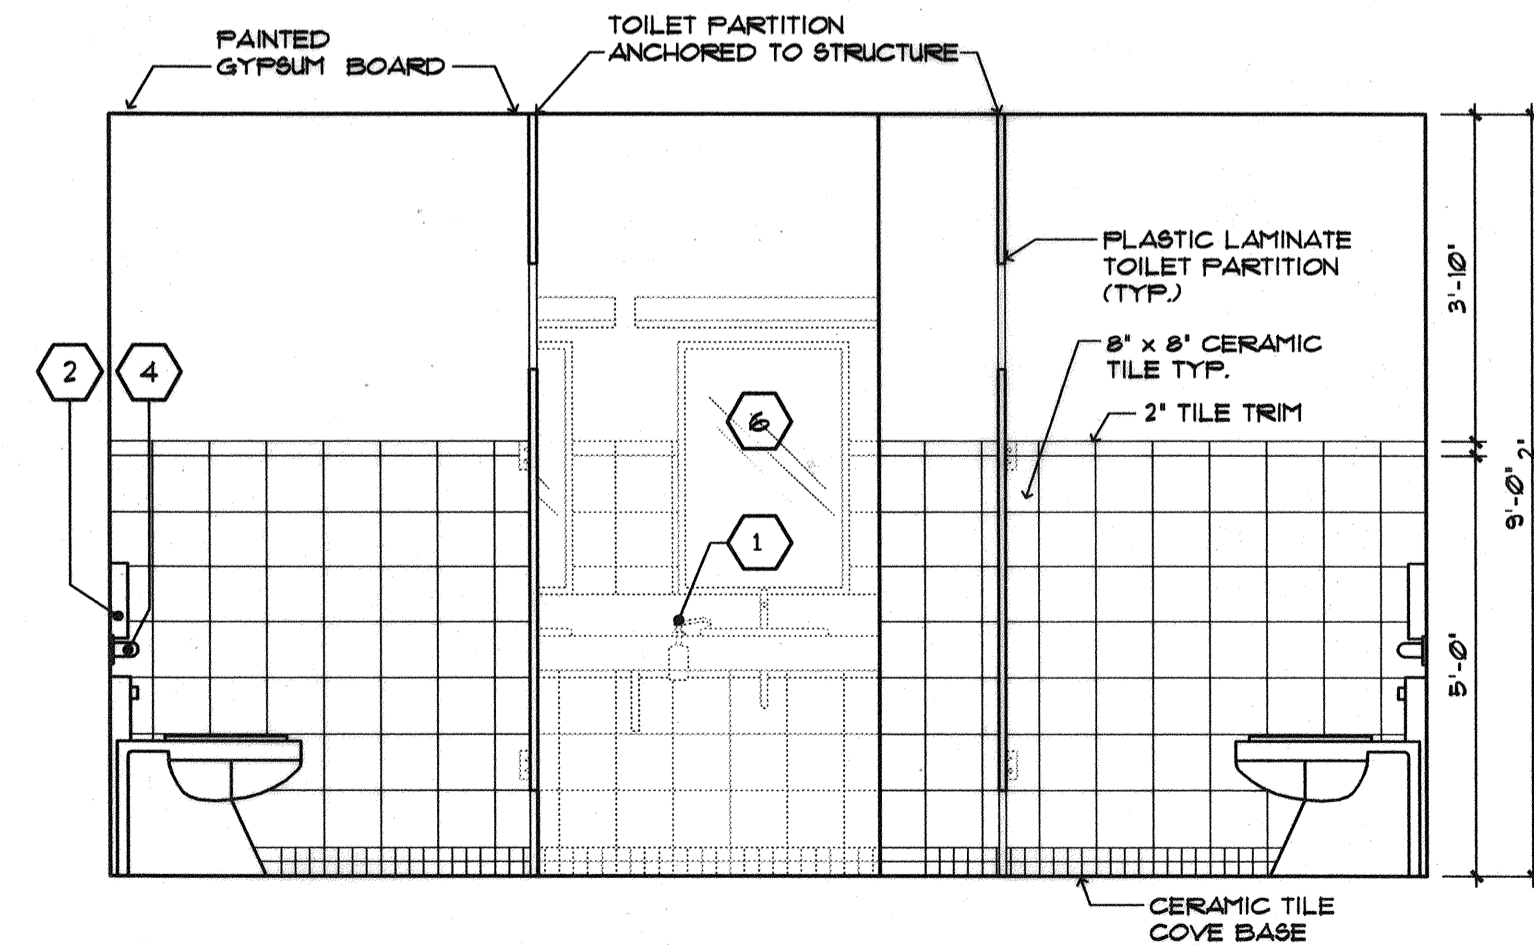 PAINTED
GYPSUM BOARD
TOILET PARTITION
ANCHORED TO STRUCTURE
PLASTIC LAMINATE
TOILET PARTITION
(TYP.)
8" x 8" CERAMIC
TILE TYP.
2" TILE TRIM
2
4
6
1
3'-10"
2"
9'-0"
5'-0"
CERAMIC TILE
COVE BASE